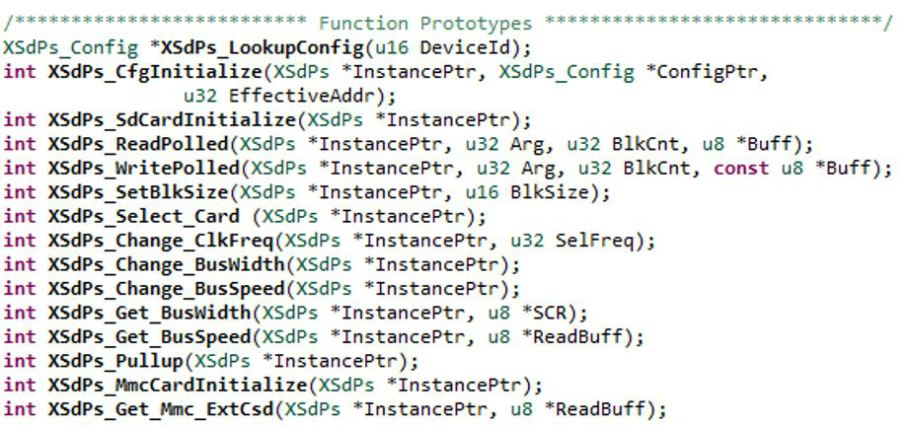 /************************** Function Prototypes ******************************/
XSdPs_Config *XSdPs_LookupConfig(u16 DeviceId);
int XSdPs_CfgInitialize(XSdPs *InstancePtr, XSdPs_Config *ConfigPtr,
u32 EffectiveAddr);
int XSdPs_SdCardInitialize(XSdPs *InstancePtr);
int XSdPs_ReadPolled(XSdPs *InstancePtr, u32 Arg, u32 BlkCnt, u8 *Buff);
int XSdPs_WritePolled(XSdPs *InstancePtr, u32 Arg, u32 BlkCnt, const u8 *Buff);
int XSdPs_SetBlkSize(XSdPs *InstancePtr, u16 BlkSize);
int XSdPs_Select_Card (XSdPs *InstancePtr);
int XSdPs_Change_ClkFreq(XSdPs *InstancePtr, u32 SelFreq);
int XSdPs_Change_BusWidth(XSdPs *InstancePtr);
int XSdPs_Change_BusSpeed(XSdPs *InstancePtr);
int XSdPs_Get_BusWidth(XSdPs *InstancePtr, u8 *SCR);
int XSdPs_Get_BusSpeed(XSdPs *InstancePtr, u8 *ReadBuff);
int XSdPs_Pullup(XSdPs *InstancePtr);
int XSdPs_MmcCardInitialize(XSdPs *InstancePtr);
int XSdPs_Get_Mmc_ExtCsd(XSdPs *InstancePtr, u8 *ReadBuff);